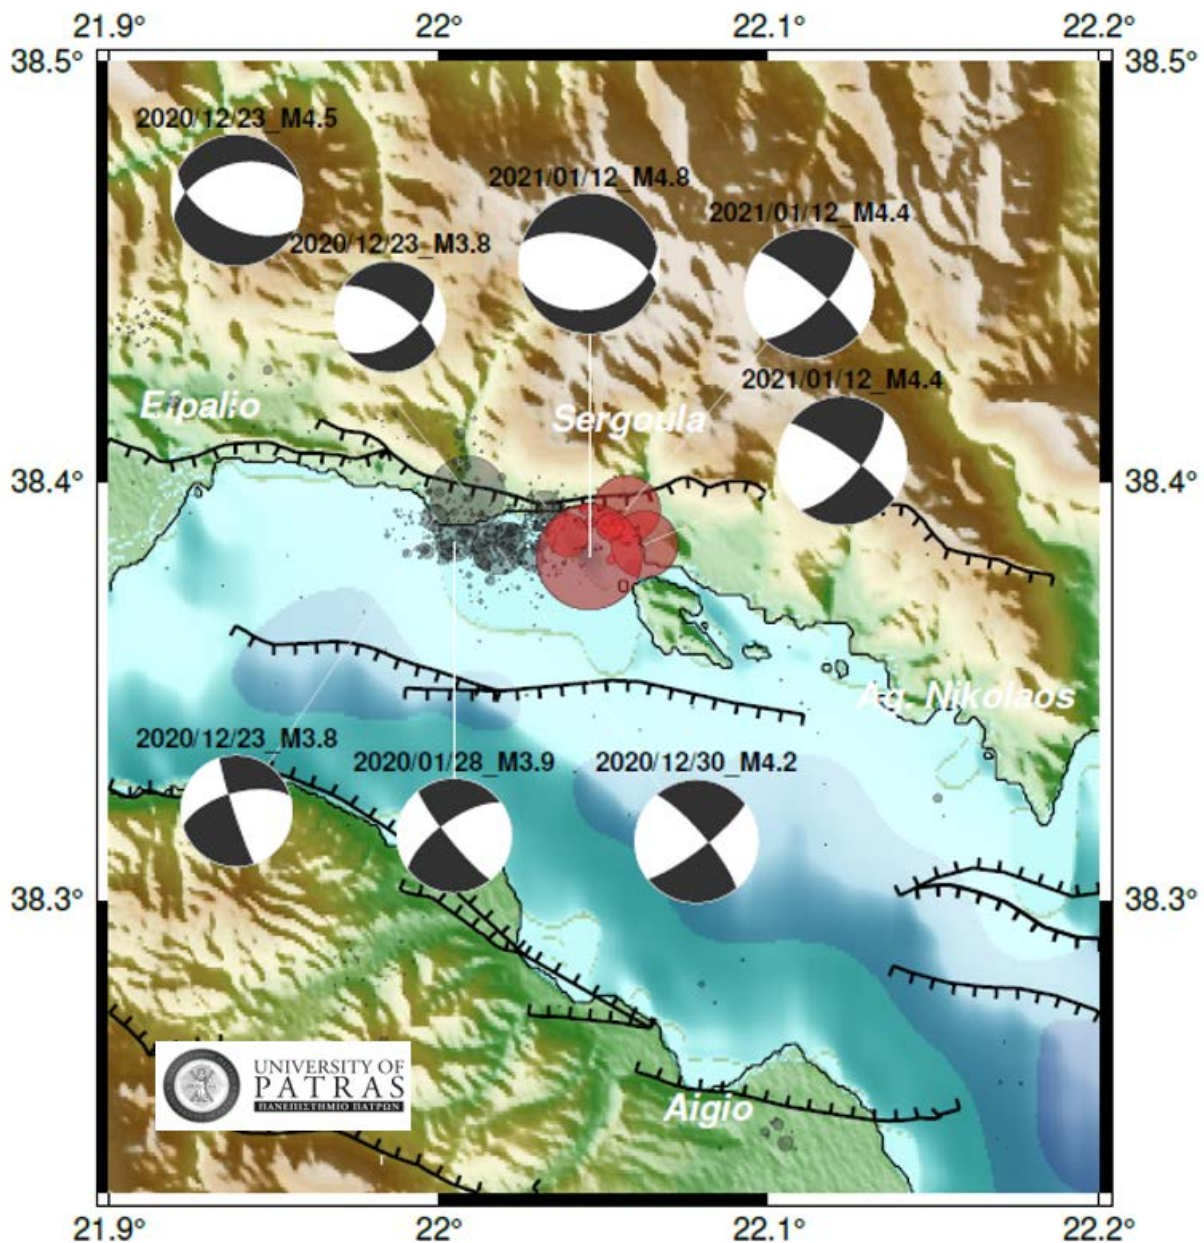 21.9° 22° 22.1° 22.2°
38.5° 38.5°
2020/12/23_M4.5
2021/01/12_M4.8
2021/01/12_M4.4
2020/12/23_M3.8
2021/01/12_M4.4
Efpalio
Sergoula
38.4° 38.4°
Ag. Nikolaos
2020/12/23_M3.8
2020/01/28_M3.9
2020/12/30_M4.2
38.3° 38.3°
UNIVERSITY OF
PATRAS
ΠΑΝΕΠΙΣΤΗΜΙΟ ΠΑΤΡΩΝ
Aigio
21.9° 22° 22.1° 22.2°